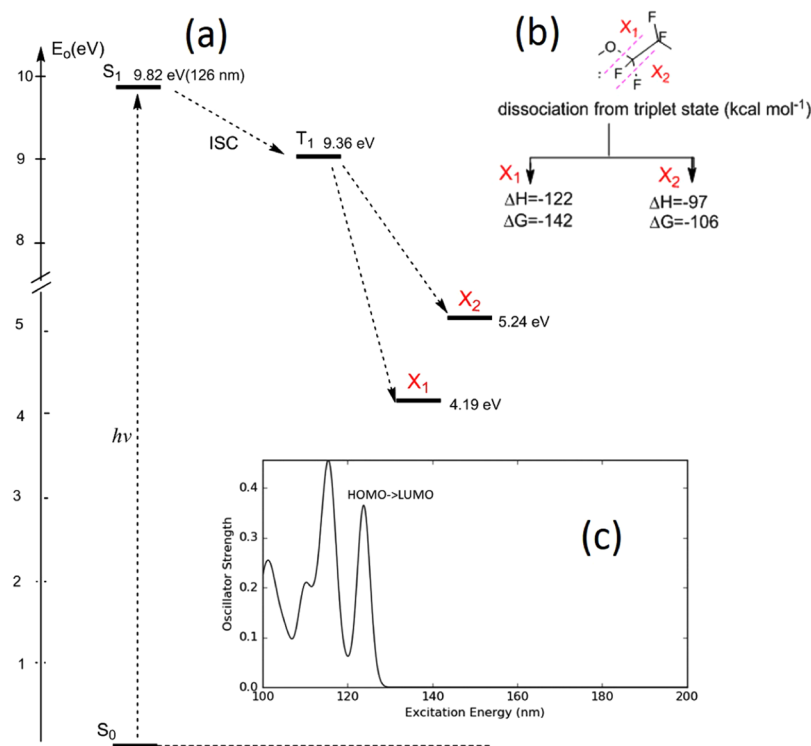 (a)
(b)
E₀(eV)
10
9
8
5
4
3
2
1
S₁ 9.82 eV(126 nm)
ISC
T₁ 9.36 eV
X₂
5.24 eV
X₁
4.19 eV
hν
S₀
X₁
F
O
F
F
F
X₂
dissociation from triplet state (kcal mol⁻¹)
X₁
X₂
ΔH=-122
ΔG=-142
ΔH=-97
ΔG=-106
HOMO->LUMO
(c)
Oscillator Strength
0.4
0.3
0.2
0.1
0.0
100 120 140 160 180 200
Excitation Energy (nm)